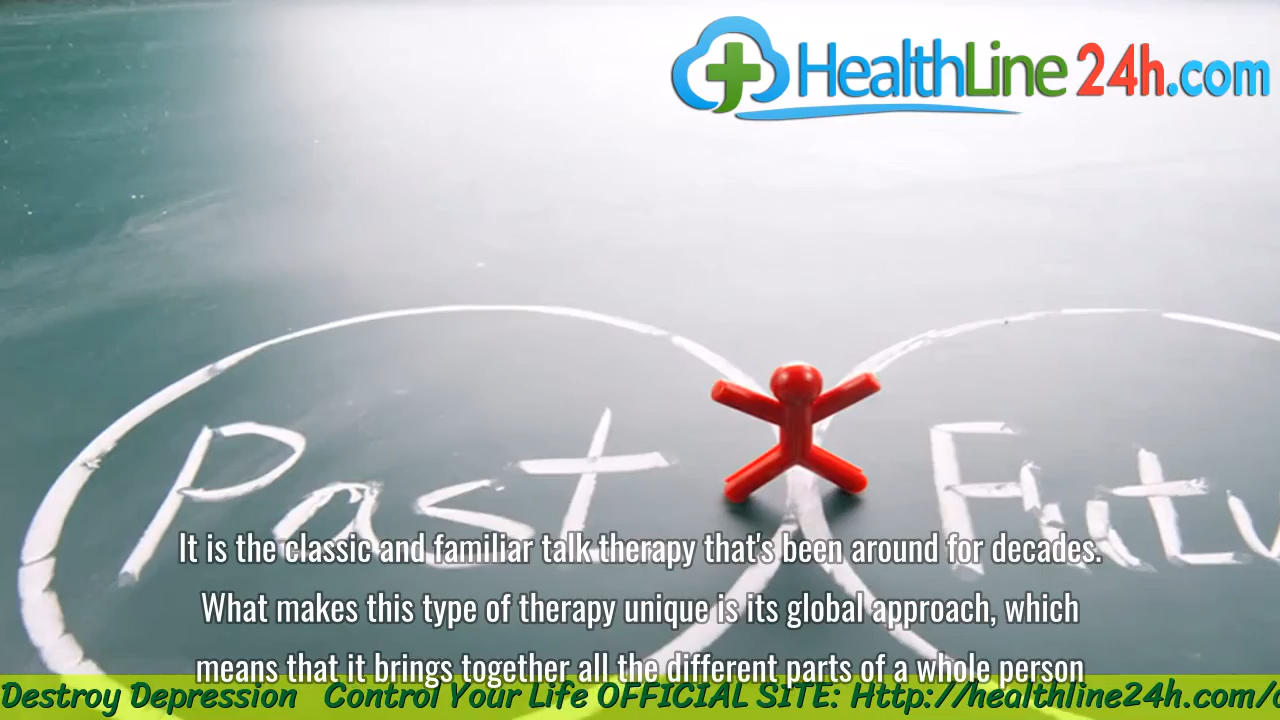 HealthLine 24h.com
Past
It is the classic and familiar talk therapy that's been around for decades.
What makes this type of therapy unique is its global approach, which
means that it brings together all the different parts of a whole person
Destroy Depression Control Your Life OFFICIAL SITE: Http://healthline24h.com/